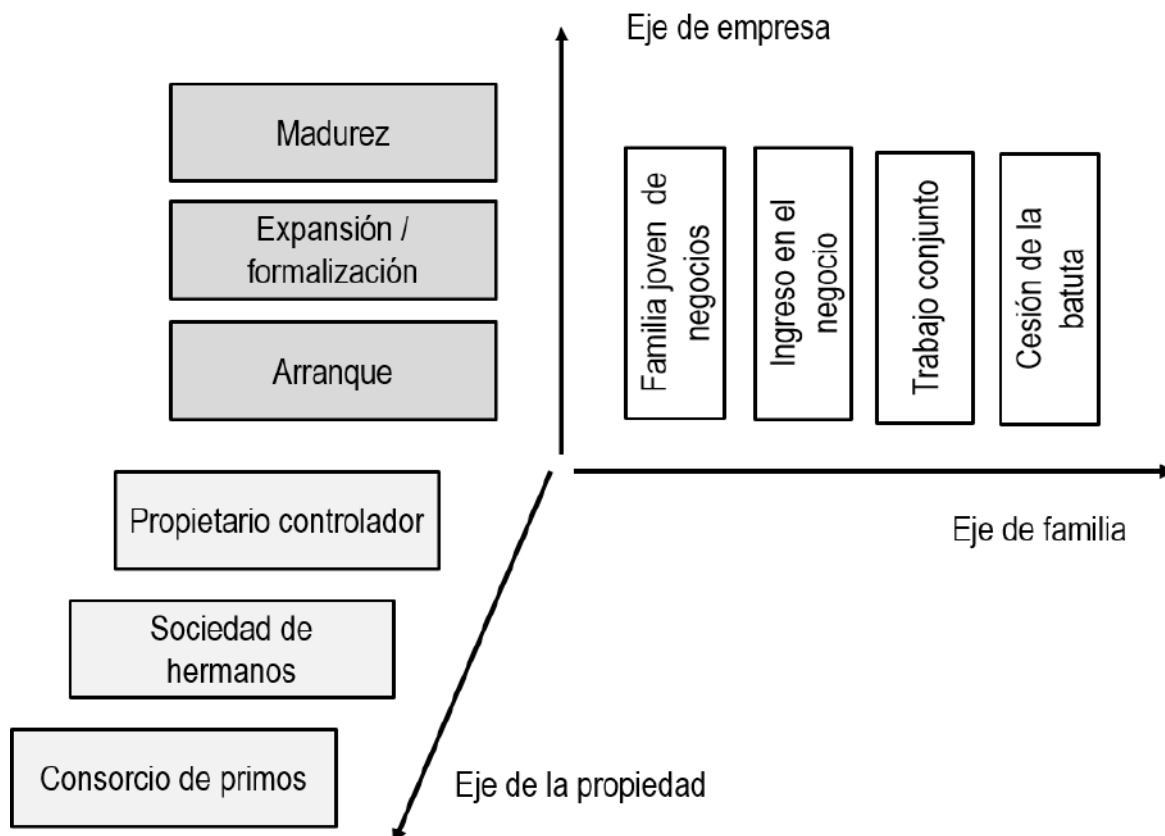 Eje de empresa
Madurez
Expansión /
formalización
Arranque
Familia joven de
negocios
Ingreso en el
negocio
Trabajo conjunto
Cesión de la
batuta
Eje de familia
Propietario controlador
Sociedad de
hermanos
Consorcio de primos
Eje de la propiedad